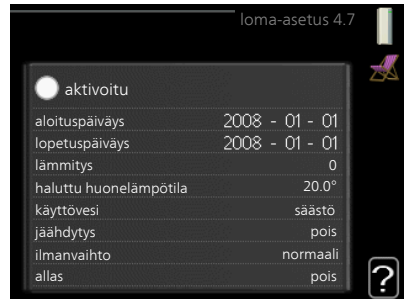 loma-asetus 4.7
aktivoitu
aloituspäiväys 2008 - 01 - 01
lopetuspäiväys 2008 - 01 - 01
lämmitys 0
haluttu huonelämpötila 20.0°
käyttövesi säästö
jäähdytys pois
ilmanvaihto normaali
allas pois
?